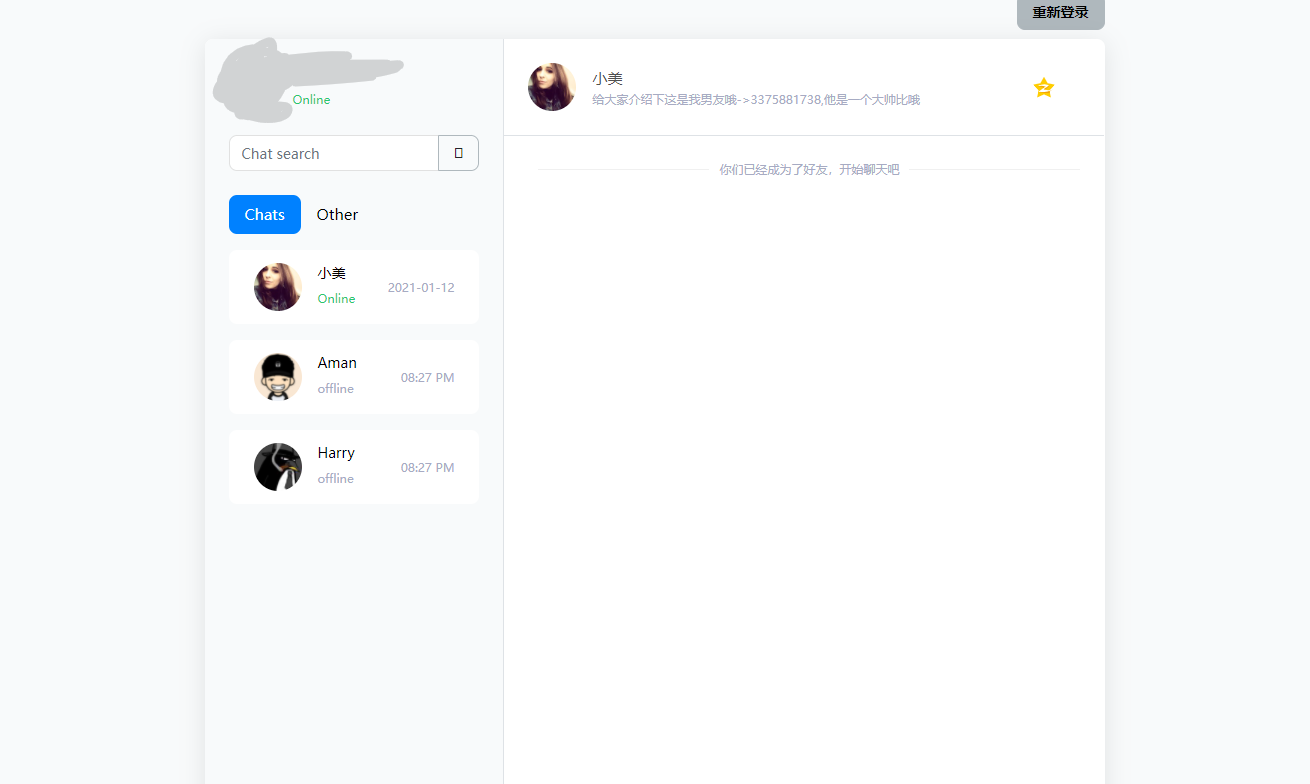 重新登录
Online
Chat search
Chats
Other
小美
Online
2021-01-12
Aman
offline
08:27 PM
Harry
offline
08:27 PM
小美
给大家介绍下这是我男友哦->3375881738,他是一个大帅比哦
你们已经成为了好友，开始聊天吧